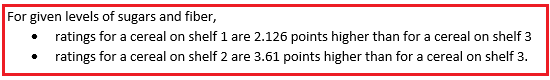 For given levels of sugars and fiber,
• ratings for a cereal on shelf 1 are 2.126 points higher than for a cereal on shelf 3
• ratings for a cereal on shelf 2 are 3.61 points higher than for a cereal on shelf 3.